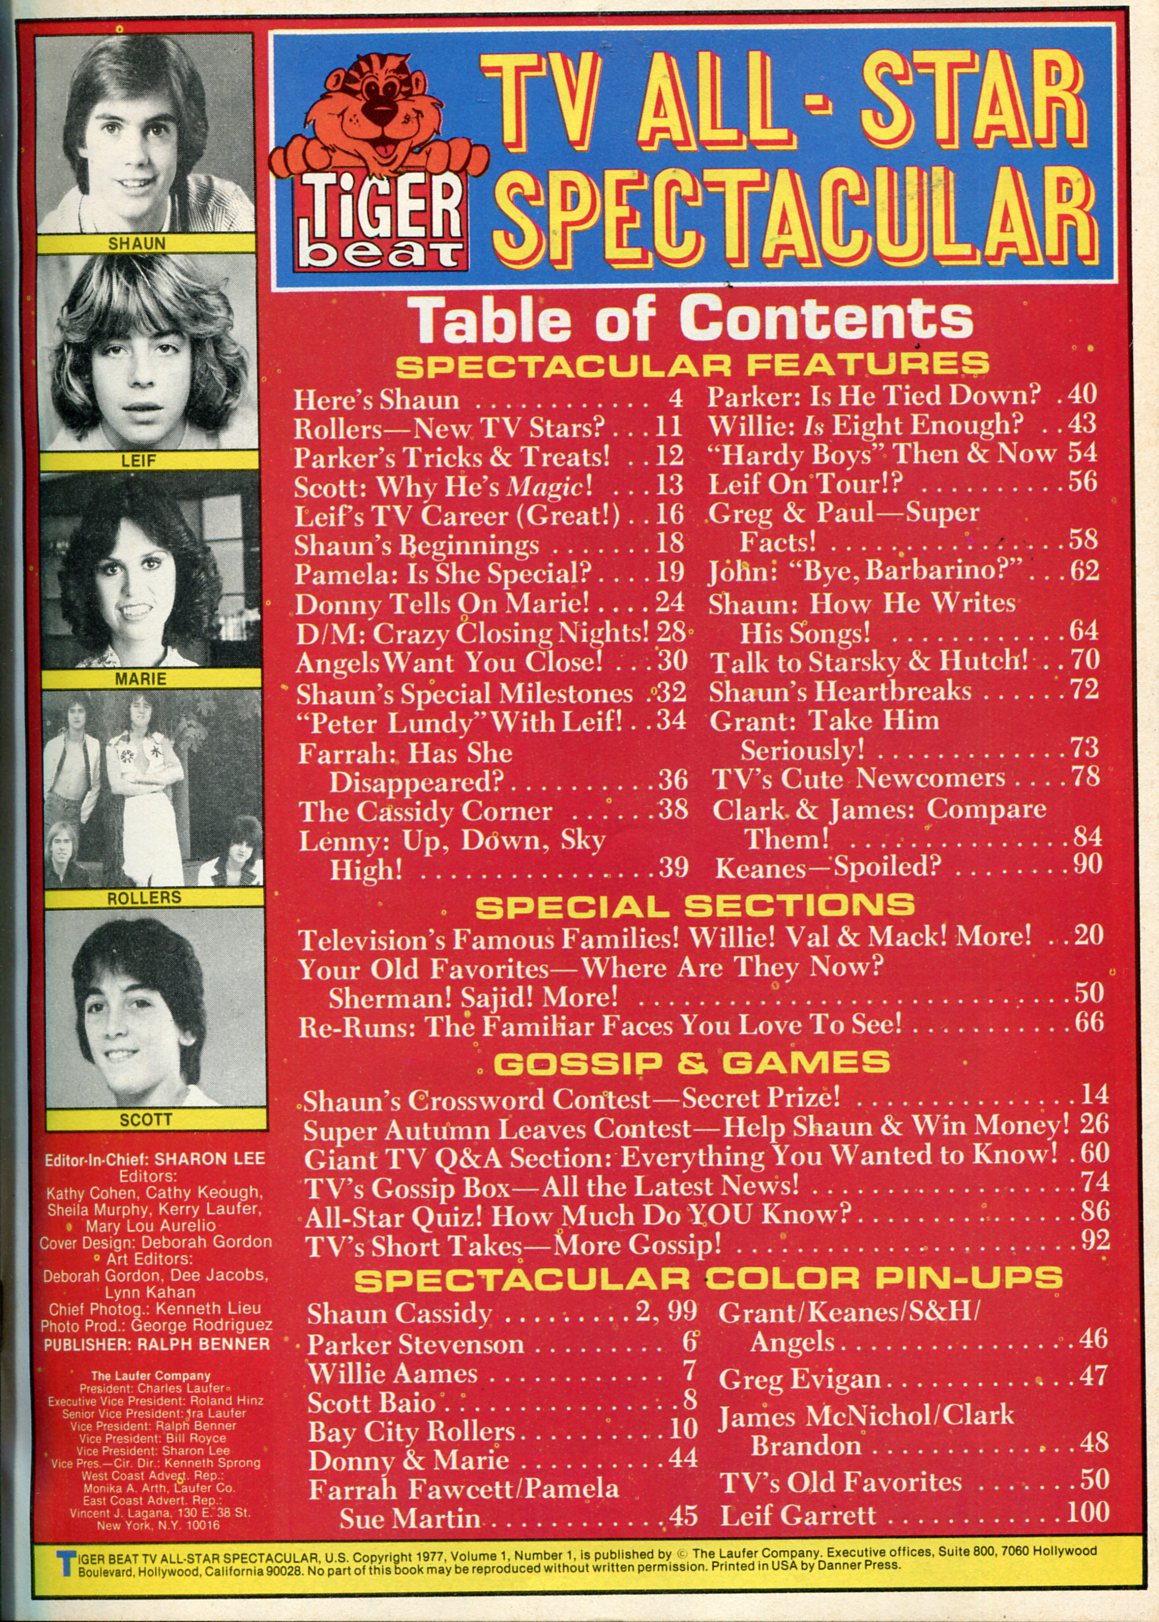 SHAUN
LEIF
MARIE
ROLLERS
SCOTT
Editor-In-Chief: SHARON LEE
Editors:
Kathy Cohen, Cathy Keough,
Sheila Murphy, Kerry Laufer,
Mary Lou Aurelio
Cover Design: Deborah Gordon
Art Editors:
Deborah Gordon, Dee Jacobs,
Lynn Kahan
Chief Photog.: Kenneth Lieu
Photo Prod.: George Rodriguez
PUBLISHER: RALPH BENNER
The Laufer Company
President: Charles Laufer
Executive Vice President: Roland Hinz
Senior Vice President: Ira Laufer
Vice President: Ralph Benner
Vice President: Bill Royce
Vice President: Sharon Lee
Vice Pres.—Cir. Dir.: Kenneth Sprong
West Coast Advert. Rep.:
Monika A. Arth, Laufer Co.
East Coast Advert. Rep.:
Vincent J. Lagana, 130 E. 38 St.
New York, N.Y. 10016
TiGER
beat
TV ALL-STAR
SPECTACULAR
Table of Contents
SPECTACULAR FEATURES
Here's Shaun ............ 4
Rollers—New TV Stars? ... 11
Parker's Tricks & Treats! .. 12
Scott: Why He's Magic! ... 13
Leif's TV Career (Great!) .. 16
Shaun's Beginnings ....... 18
Pamela: Is She Special? .... 19
Donny Tells On Marie! .... 24
D/M: Crazy Closing Nights! 28
Angels Want You Close! ... 30
Shaun's Special Milestones . 32
"Peter Lundy" With Leif! .. 34
Farrah: Has She
Disappeared? .......... 36
The Cassidy Corner ...... 38
Lenny: Up, Down, Sky
High! ................ 39
Parker: Is He Tied Down? . 40
Willie: Is Eight Enough? .. 43
"Hardy Boys" Then & Now 54
Leif On Tour!? .......... 56
Greg & Paul—Super
Facts! ................ 58
John: "Bye, Barbarino?" ... 62
Shaun: How He Writes
His Songs! ............ 64
Talk to Starsky & Hutch! .. 70
Shaun's Heartbreaks ...... 72
Grant: Take Him
Seriously! ............. 73
TV's Cute Newcomers .... 78
Clark & James: Compare
Them! ............... 84
Keanes—Spoiled? ........ 90
SPECIAL SECTIONS
Television's Famous Families! Willie! Val & Mack! More! .. 20
Your Old Favorites—Where Are They Now?
Sherman! Sajid! More! .............................. 50
Re-Runs: The Familiar Faces You Love To See! ........... 66
GOSSIP & GAMES
Shaun's Crossword Contest—Secret Prize! ............... 14
Super Autumn Leaves Contest—Help Shaun & Win Money! 26
Giant TV Q&A Section: Everything You Wanted to Know! . 60
TV's Gossip Box—All the Latest News! .................. 74
All-Star Quiz! How Much Do YOU Know? ............... 86
TV's Short Takes—More Gossip! ....................... 92
SPECTACULAR COLOR PIN-UPS
Shaun Cassidy ......... 2, 99
Parker Stevenson ......... 6
Willie Aames ............ 7
Scott Baio .............. 8
Bay City Rollers .......... 10
Donny & Marie .......... 44
Farrah Fawcett/Pamela
Sue Martin ............ 45
Grant/Keanes/S&H/
Angels ................ 46
Greg Evigan ............. 47
James McNichol/Clark
Brandon .............. 48
TV's Old Favorites ....... 50
Leif Garrett ............ 100
TIGER BEAT TV ALL-STAR SPECTACULAR, U.S. Copyright 1977, Volume 1, Number 1, is published by © The Laufer Company. Executive offices, Suite 800, 7060 Hollywood
Boulevard, Hollywood, California 90028. No part of this book may be reproduced without written permission. Printed in USA by Danner Press.